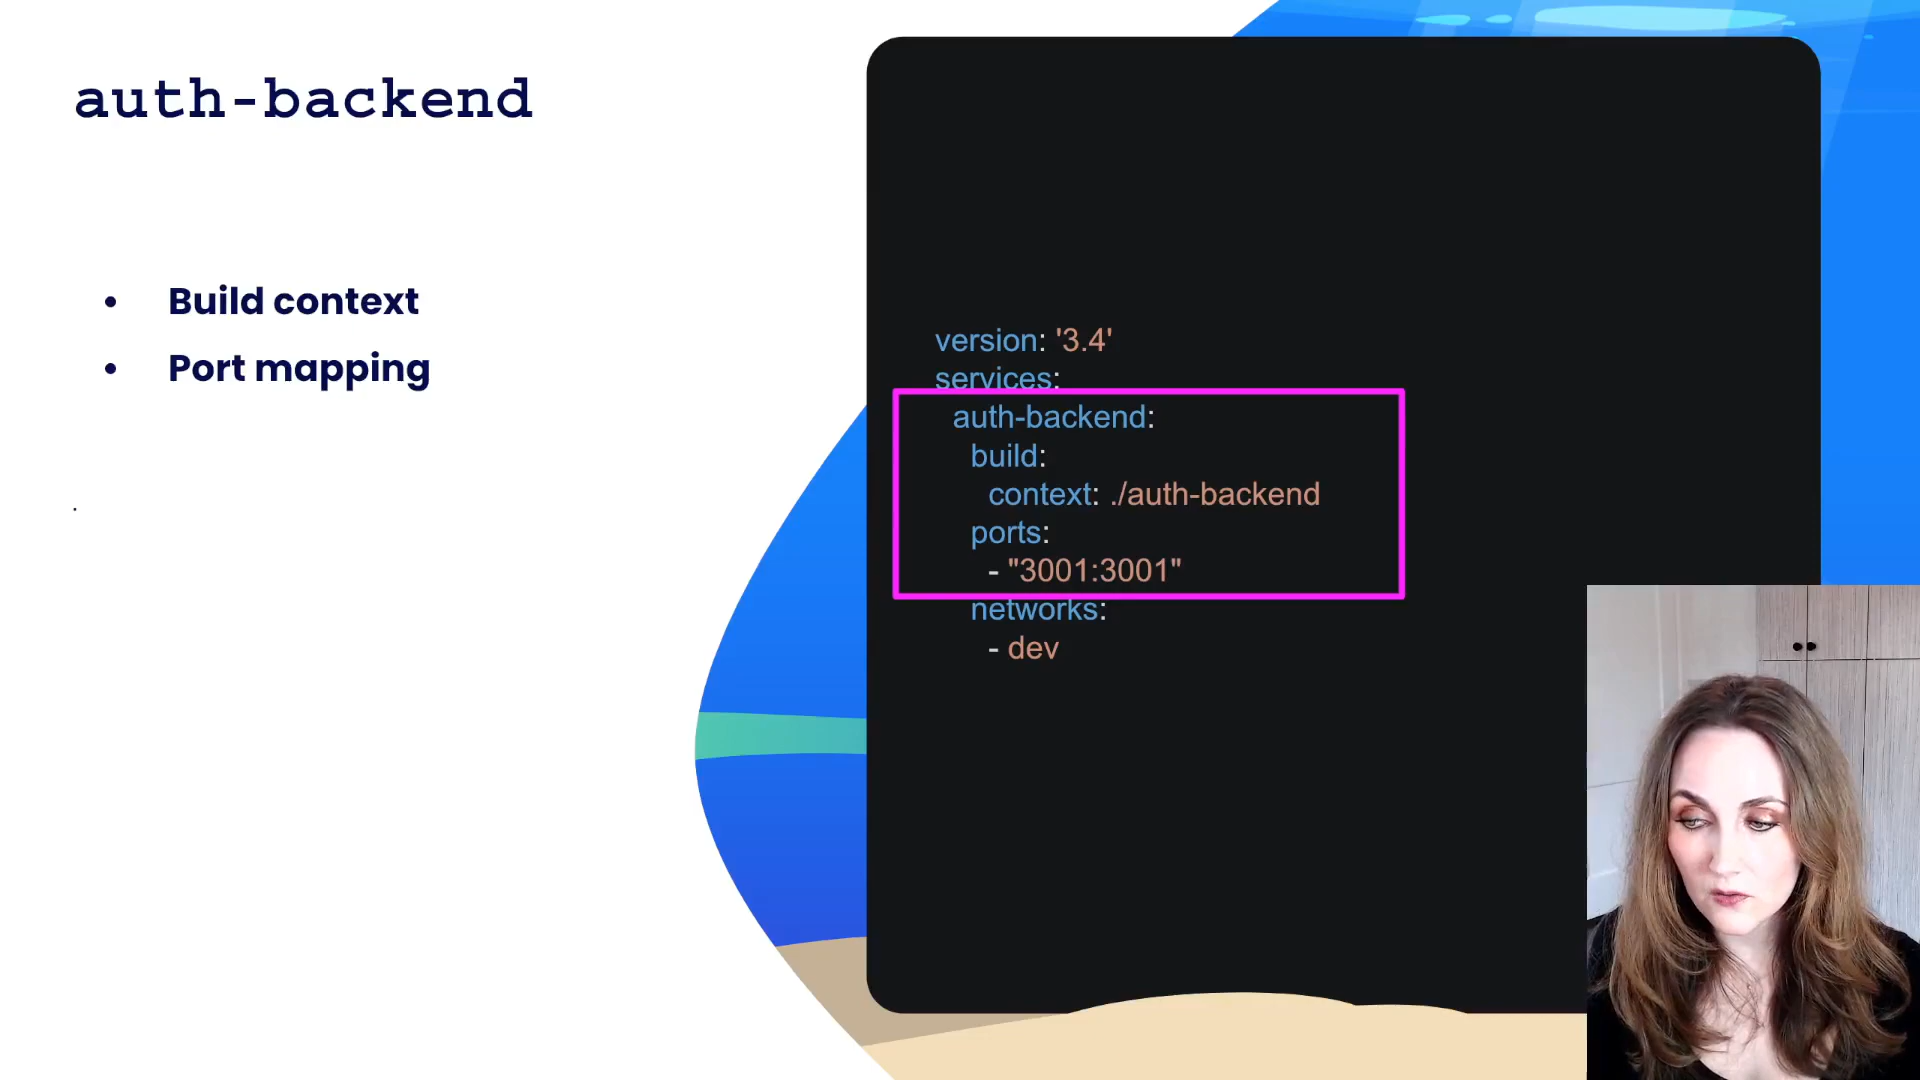 auth-backend
• Build context
• Port mapping
.
version: '3.4'
services:
auth-backend:
build:
context: ./auth-backend
ports:
- "3001:3001"
networks:
- dev